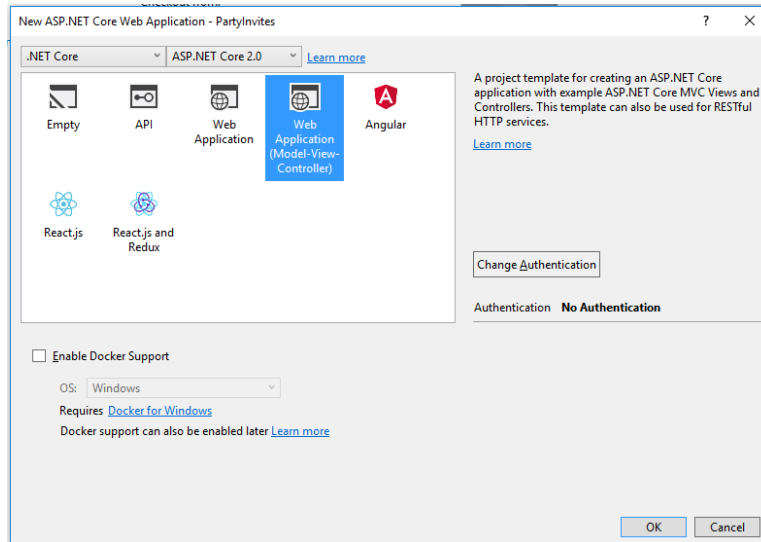 Checkout from:
New ASP.NET Core Web Application - PartyInvites
.NET Core
ASP.NET Core 2.0
Learn more
Empty
API
Web
Application
Web
Application
(Model-View-
Controller)
Angular
React.js
React.js and
Redux
A project template for creating an ASP.NET Core
application with example ASP.NET Core MVC Views and
Controllers. This template can also be used for RESTful
HTTP services.
Learn more
Change Authentication
Authentication No Authentication
Enable Docker Support
OS: Windows
Requires Docker for Windows
Docker support can also be enabled later Learn more
OK
Cancel